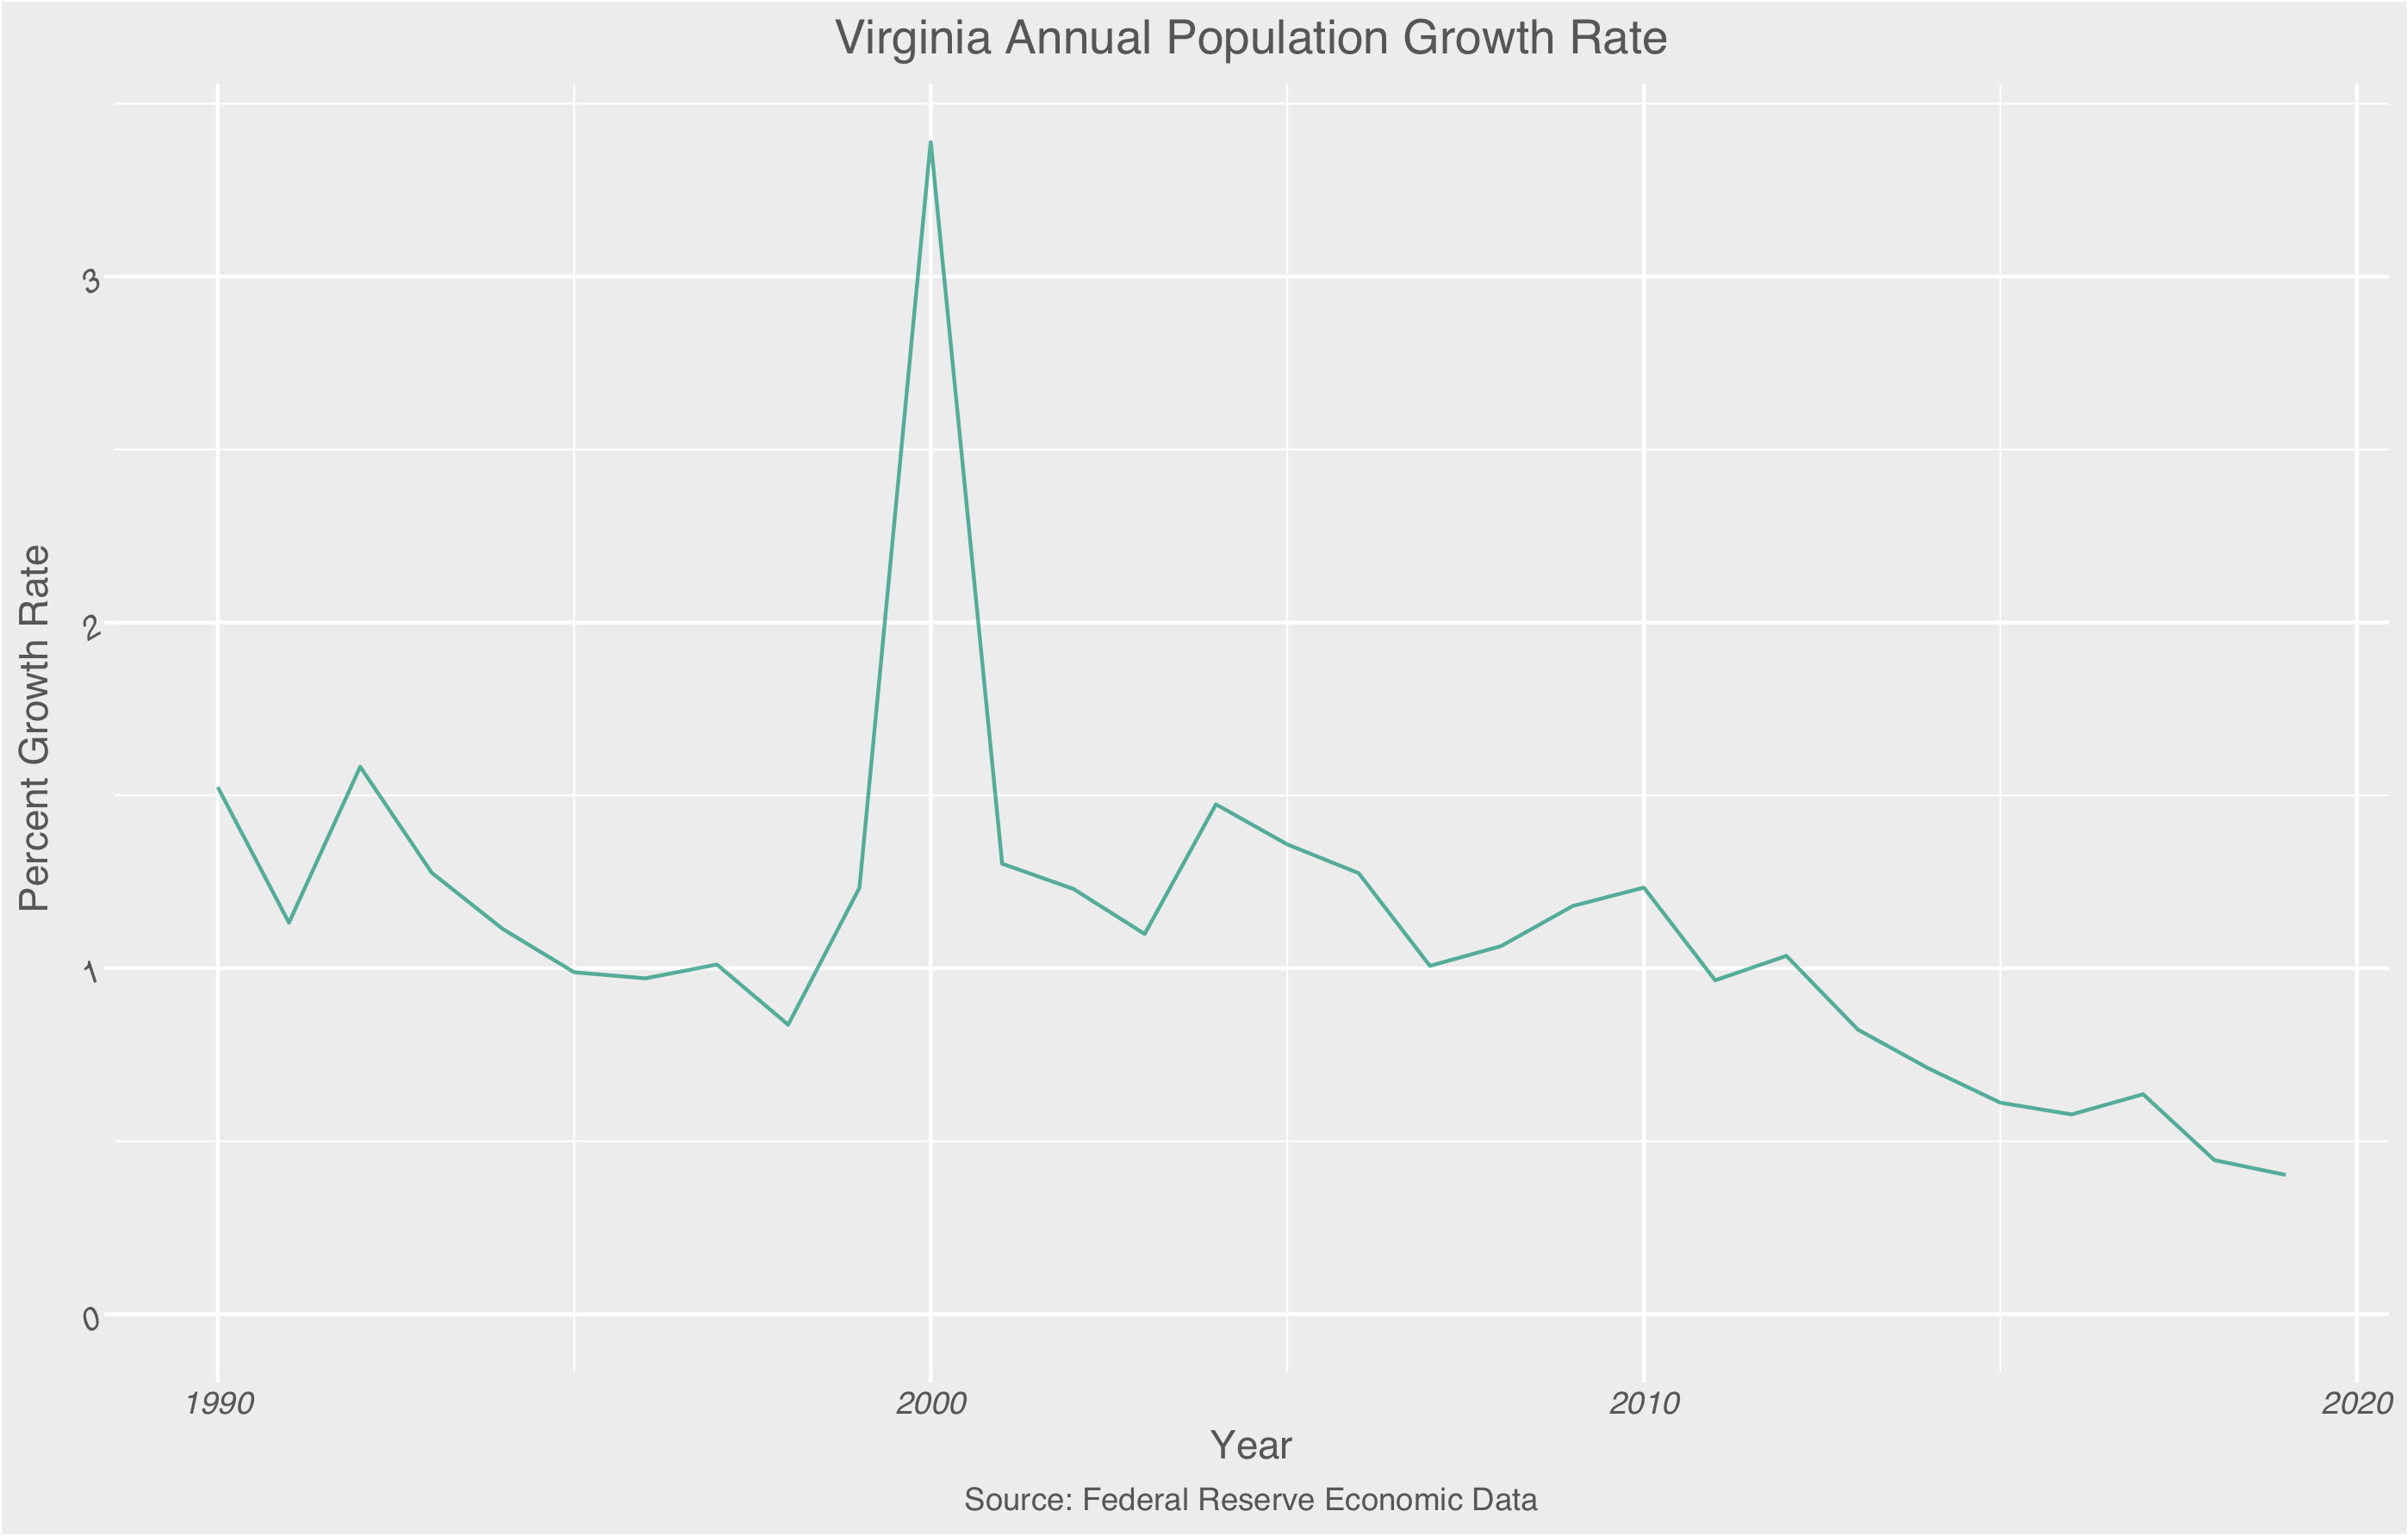 Virginia Annual Population Growth Rate
Percent Growth Rate
3
2
1
0
1990 2000 2010 2020
Year
Source: Federal Reserve Economic Data